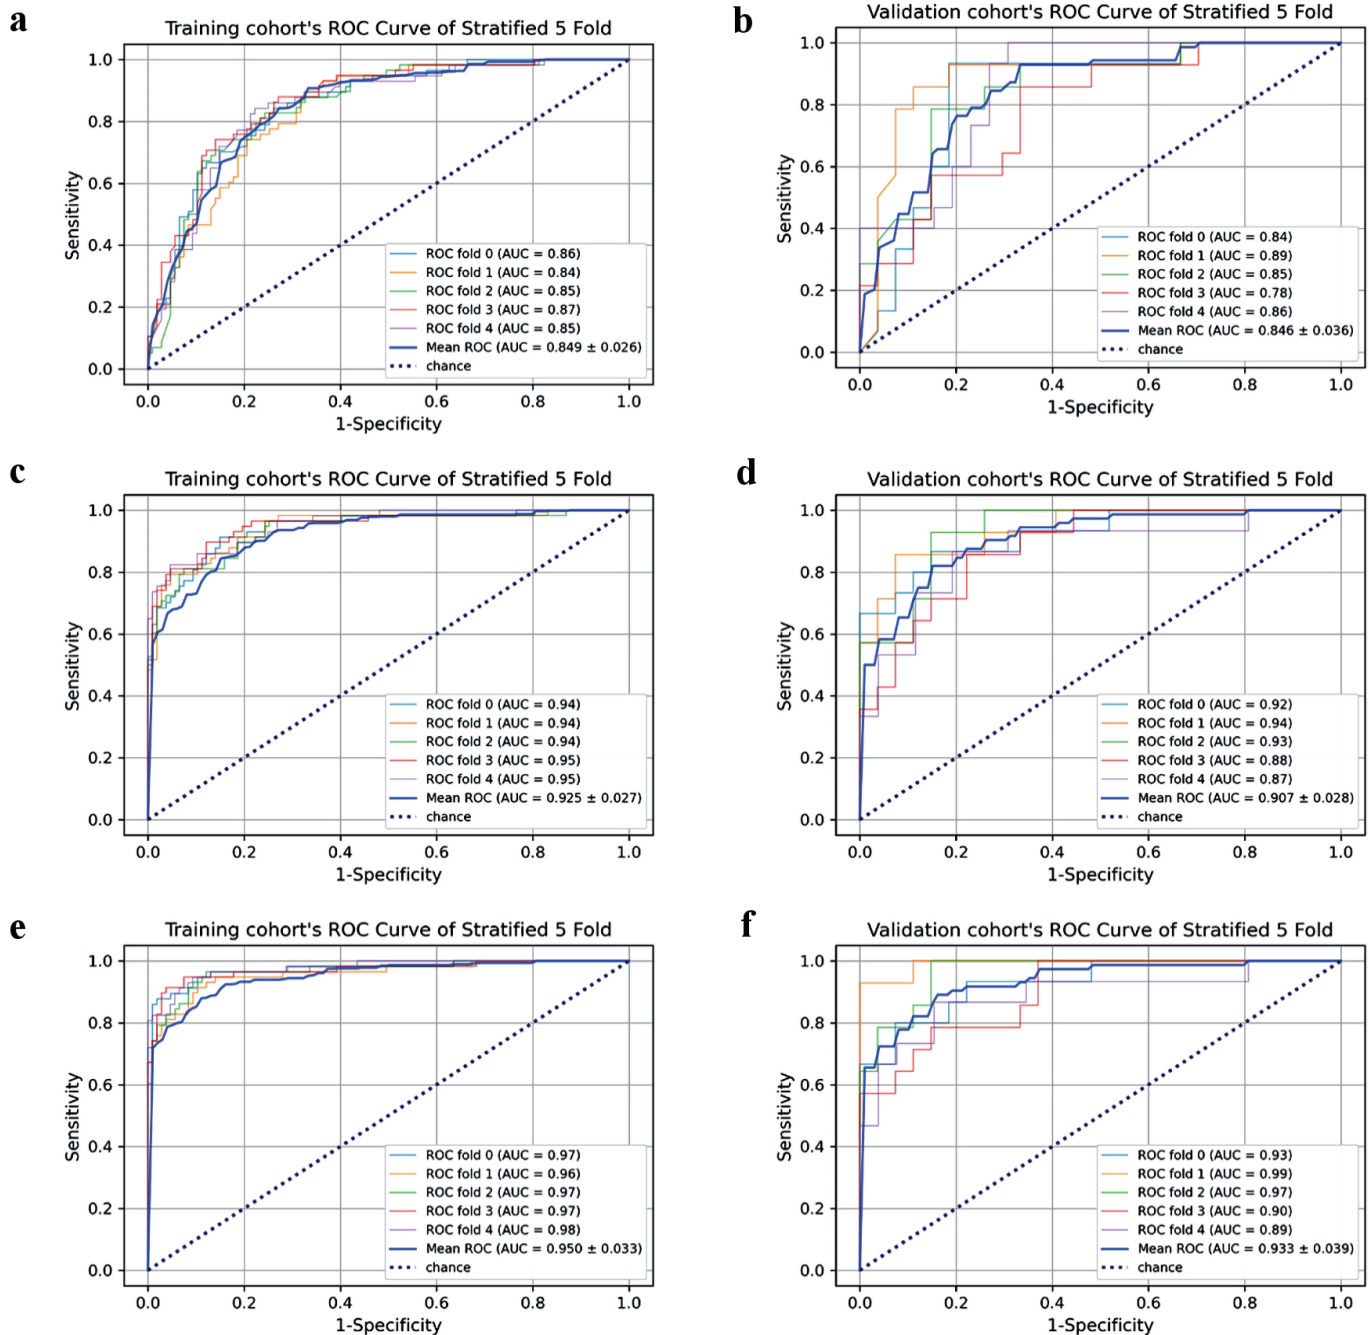 a
Training cohort's ROC Curve of Stratified 5 Fold
1.0
0.8
0.6
0.4
0.2
0.0
Sensitivity
ROC fold 0 (AUC = 0.86)
ROC fold 1 (AUC = 0.84)
ROC fold 2 (AUC = 0.85)
ROC fold 3 (AUC = 0.87)
ROC fold 4 (AUC = 0.85)
Mean ROC (AUC = 0.849 ± 0.026)
chance
0.0 0.2 0.4 0.6 0.8 1.0
1-Specificity
b
Validation cohort's ROC Curve of Stratified 5 Fold
1.0
0.8
0.6
0.4
0.2
0.0
Sensitivity
ROC fold 0 (AUC = 0.84)
ROC fold 1 (AUC = 0.89)
ROC fold 2 (AUC = 0.85)
ROC fold 3 (AUC = 0.78)
ROC fold 4 (AUC = 0.86)
Mean ROC (AUC = 0.846 ± 0.036)
chance
0.0 0.2 0.4 0.6 0.8 1.0
1-Specificity
c
Training cohort's ROC Curve of Stratified 5 Fold
1.0
0.8
0.6
0.4
0.2
0.0
Sensitivity
ROC fold 0 (AUC = 0.94)
ROC fold 1 (AUC = 0.94)
ROC fold 2 (AUC = 0.94)
ROC fold 3 (AUC = 0.95)
ROC fold 4 (AUC = 0.95)
Mean ROC (AUC = 0.925 ± 0.027)
chance
0.0 0.2 0.4 0.6 0.8 1.0
1-Specificity
d
Validation cohort's ROC Curve of Stratified 5 Fold
1.0
0.8
0.6
0.4
0.2
0.0
Sensitivity
ROC fold 0 (AUC = 0.92)
ROC fold 1 (AUC = 0.94)
ROC fold 2 (AUC = 0.93)
ROC fold 3 (AUC = 0.88)
ROC fold 4 (AUC = 0.87)
Mean ROC (AUC = 0.907 ± 0.028)
chance
0.0 0.2 0.4 0.6 0.8 1.0
1-Specificity
e
Training cohort's ROC Curve of Stratified 5 Fold
1.0
0.8
0.6
0.4
0.2
0.0
Sensitivity
ROC fold 0 (AUC = 0.97)
ROC fold 1 (AUC = 0.96)
ROC fold 2 (AUC = 0.97)
ROC fold 3 (AUC = 0.97)
ROC fold 4 (AUC = 0.98)
Mean ROC (AUC = 0.950 ± 0.033)
chance
0.0 0.2 0.4 0.6 0.8 1.0
1-Specificity
f
Validation cohort's ROC Curve of Stratified 5 Fold
1.0
0.8
0.6
0.4
0.2
0.0
Sensitivity
ROC fold 0 (AUC = 0.93)
ROC fold 1 (AUC = 0.99)
ROC fold 2 (AUC = 0.97)
ROC fold 3 (AUC = 0.90)
ROC fold 4 (AUC = 0.89)
Mean ROC (AUC = 0.933 ± 0.039)
chance
0.0 0.2 0.4 0.6 0.8 1.0
1-Specificity